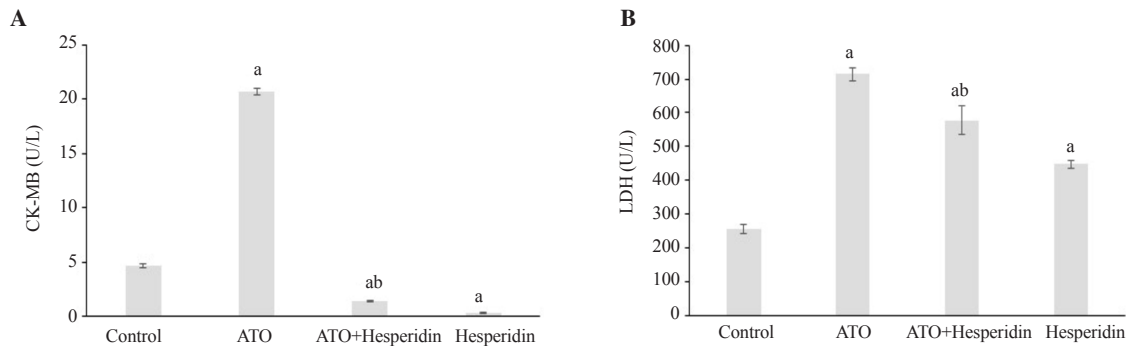 A
CK-MB (U/L)
25
20
15
10
5
0
a
ab
a
Control ATO ATO+Hesperidin Hesperidin
B
LDH (U/L)
800
700
600
500
400
300
200
100
0
a
ab
a
Control ATO ATO+Hesperidin Hesperidin